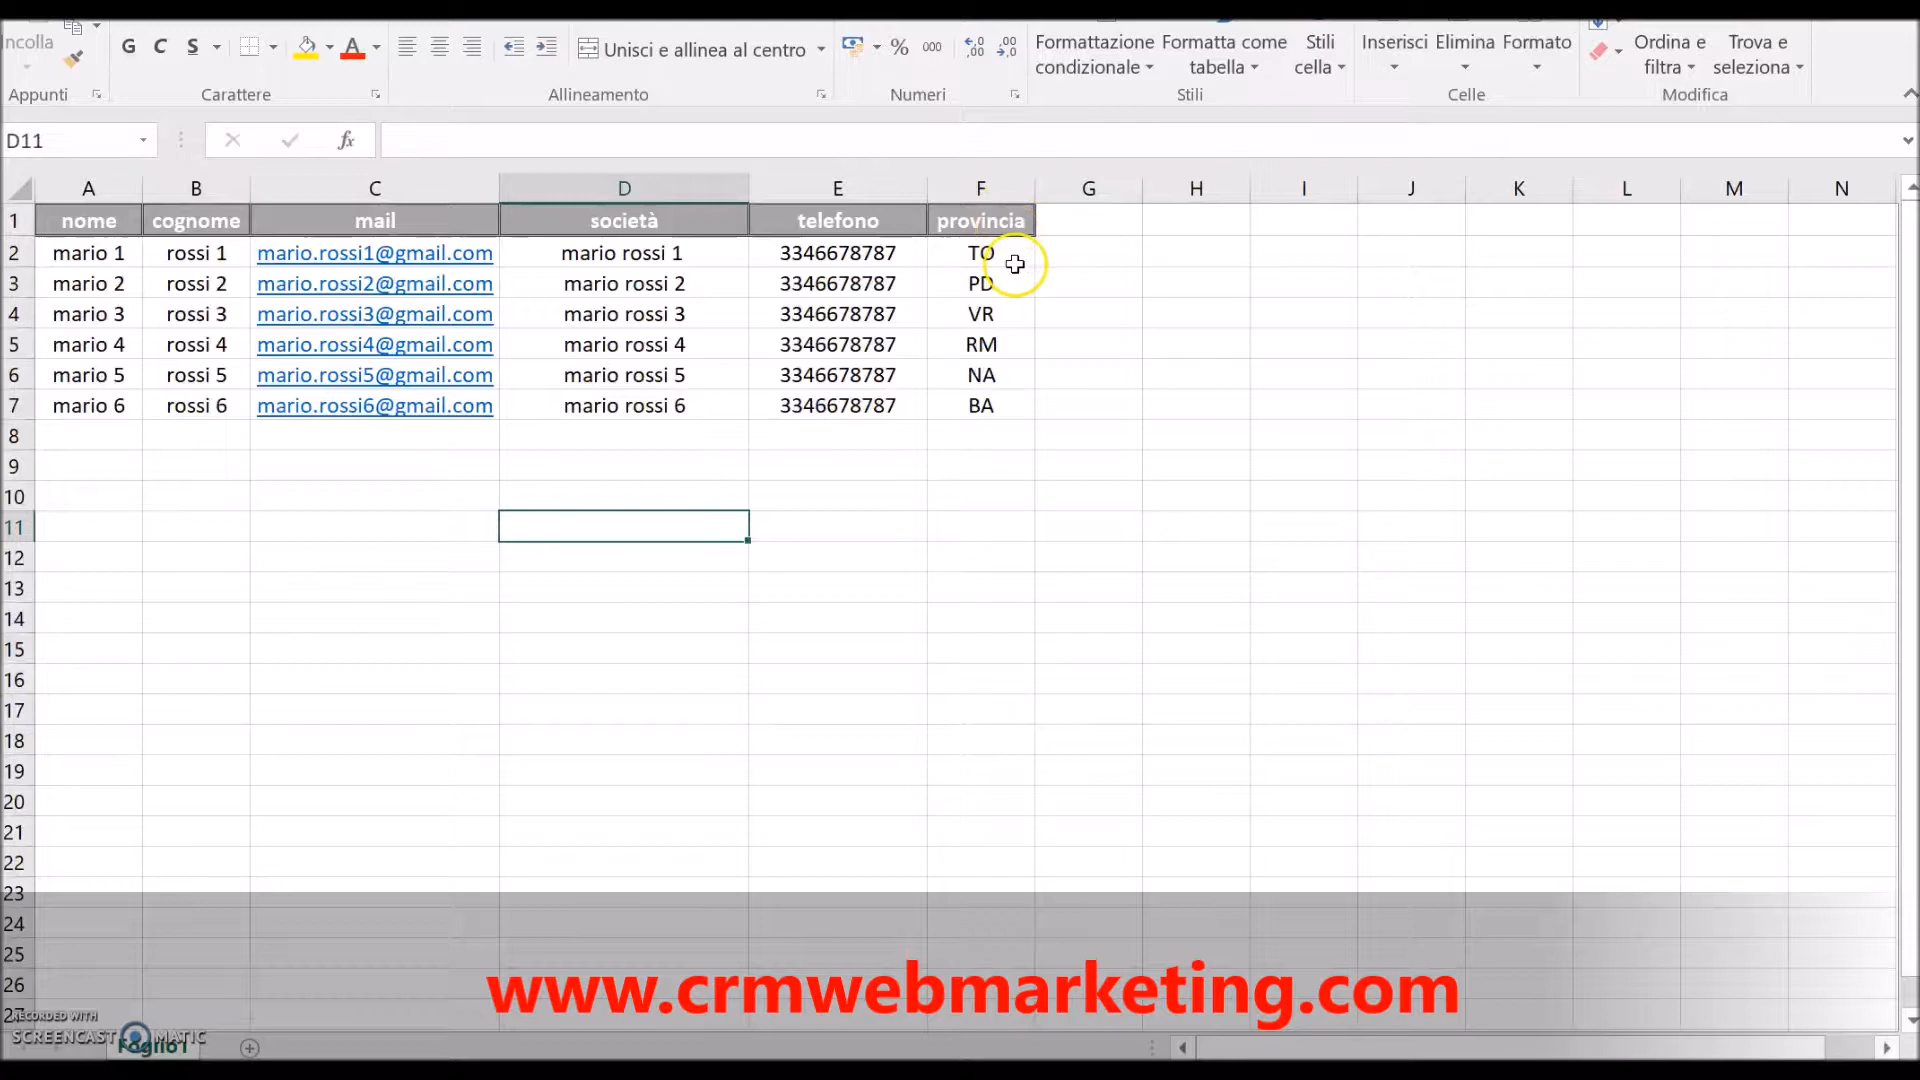 Incolla
G C S
Unisci e allinea al centro
% 000
Formattazione condizionale
Formatta come tabella
Stili cella
Inserisci
Elimina
Formato
Ordina e filtra
Trova e seleziona
Appunti
Carattere
Allineamento
Numeri
Stili
Celle
Modifica
D11
fx
A B C D E F G H I J K L M N
1 nome cognome mail società telefono provincia
2 mario 1 rossi 1 mario.rossi1@gmail.com mario rossi 1 3346678787 TO
3 mario 2 rossi 2 mario.rossi2@gmail.com mario rossi 2 3346678787 PD
4 mario 3 rossi 3 mario.rossi3@gmail.com mario rossi 3 3346678787 VR
5 mario 4 rossi 4 mario.rossi4@gmail.com mario rossi 4 3346678787 RM
6 mario 5 rossi 5 mario.rossi5@gmail.com mario rossi 5 3346678787 NA
7 mario 6 rossi 6 mario.rossi6@gmail.com mario rossi 6 3346678787 BA
8
9
10
11
12
13
14
15
16
17
18
19
20
21
22
23
24
25
26
27
www.crmwebmarketing.com
RECORDED WITH
SCREENCAST MATIC
Foglio1